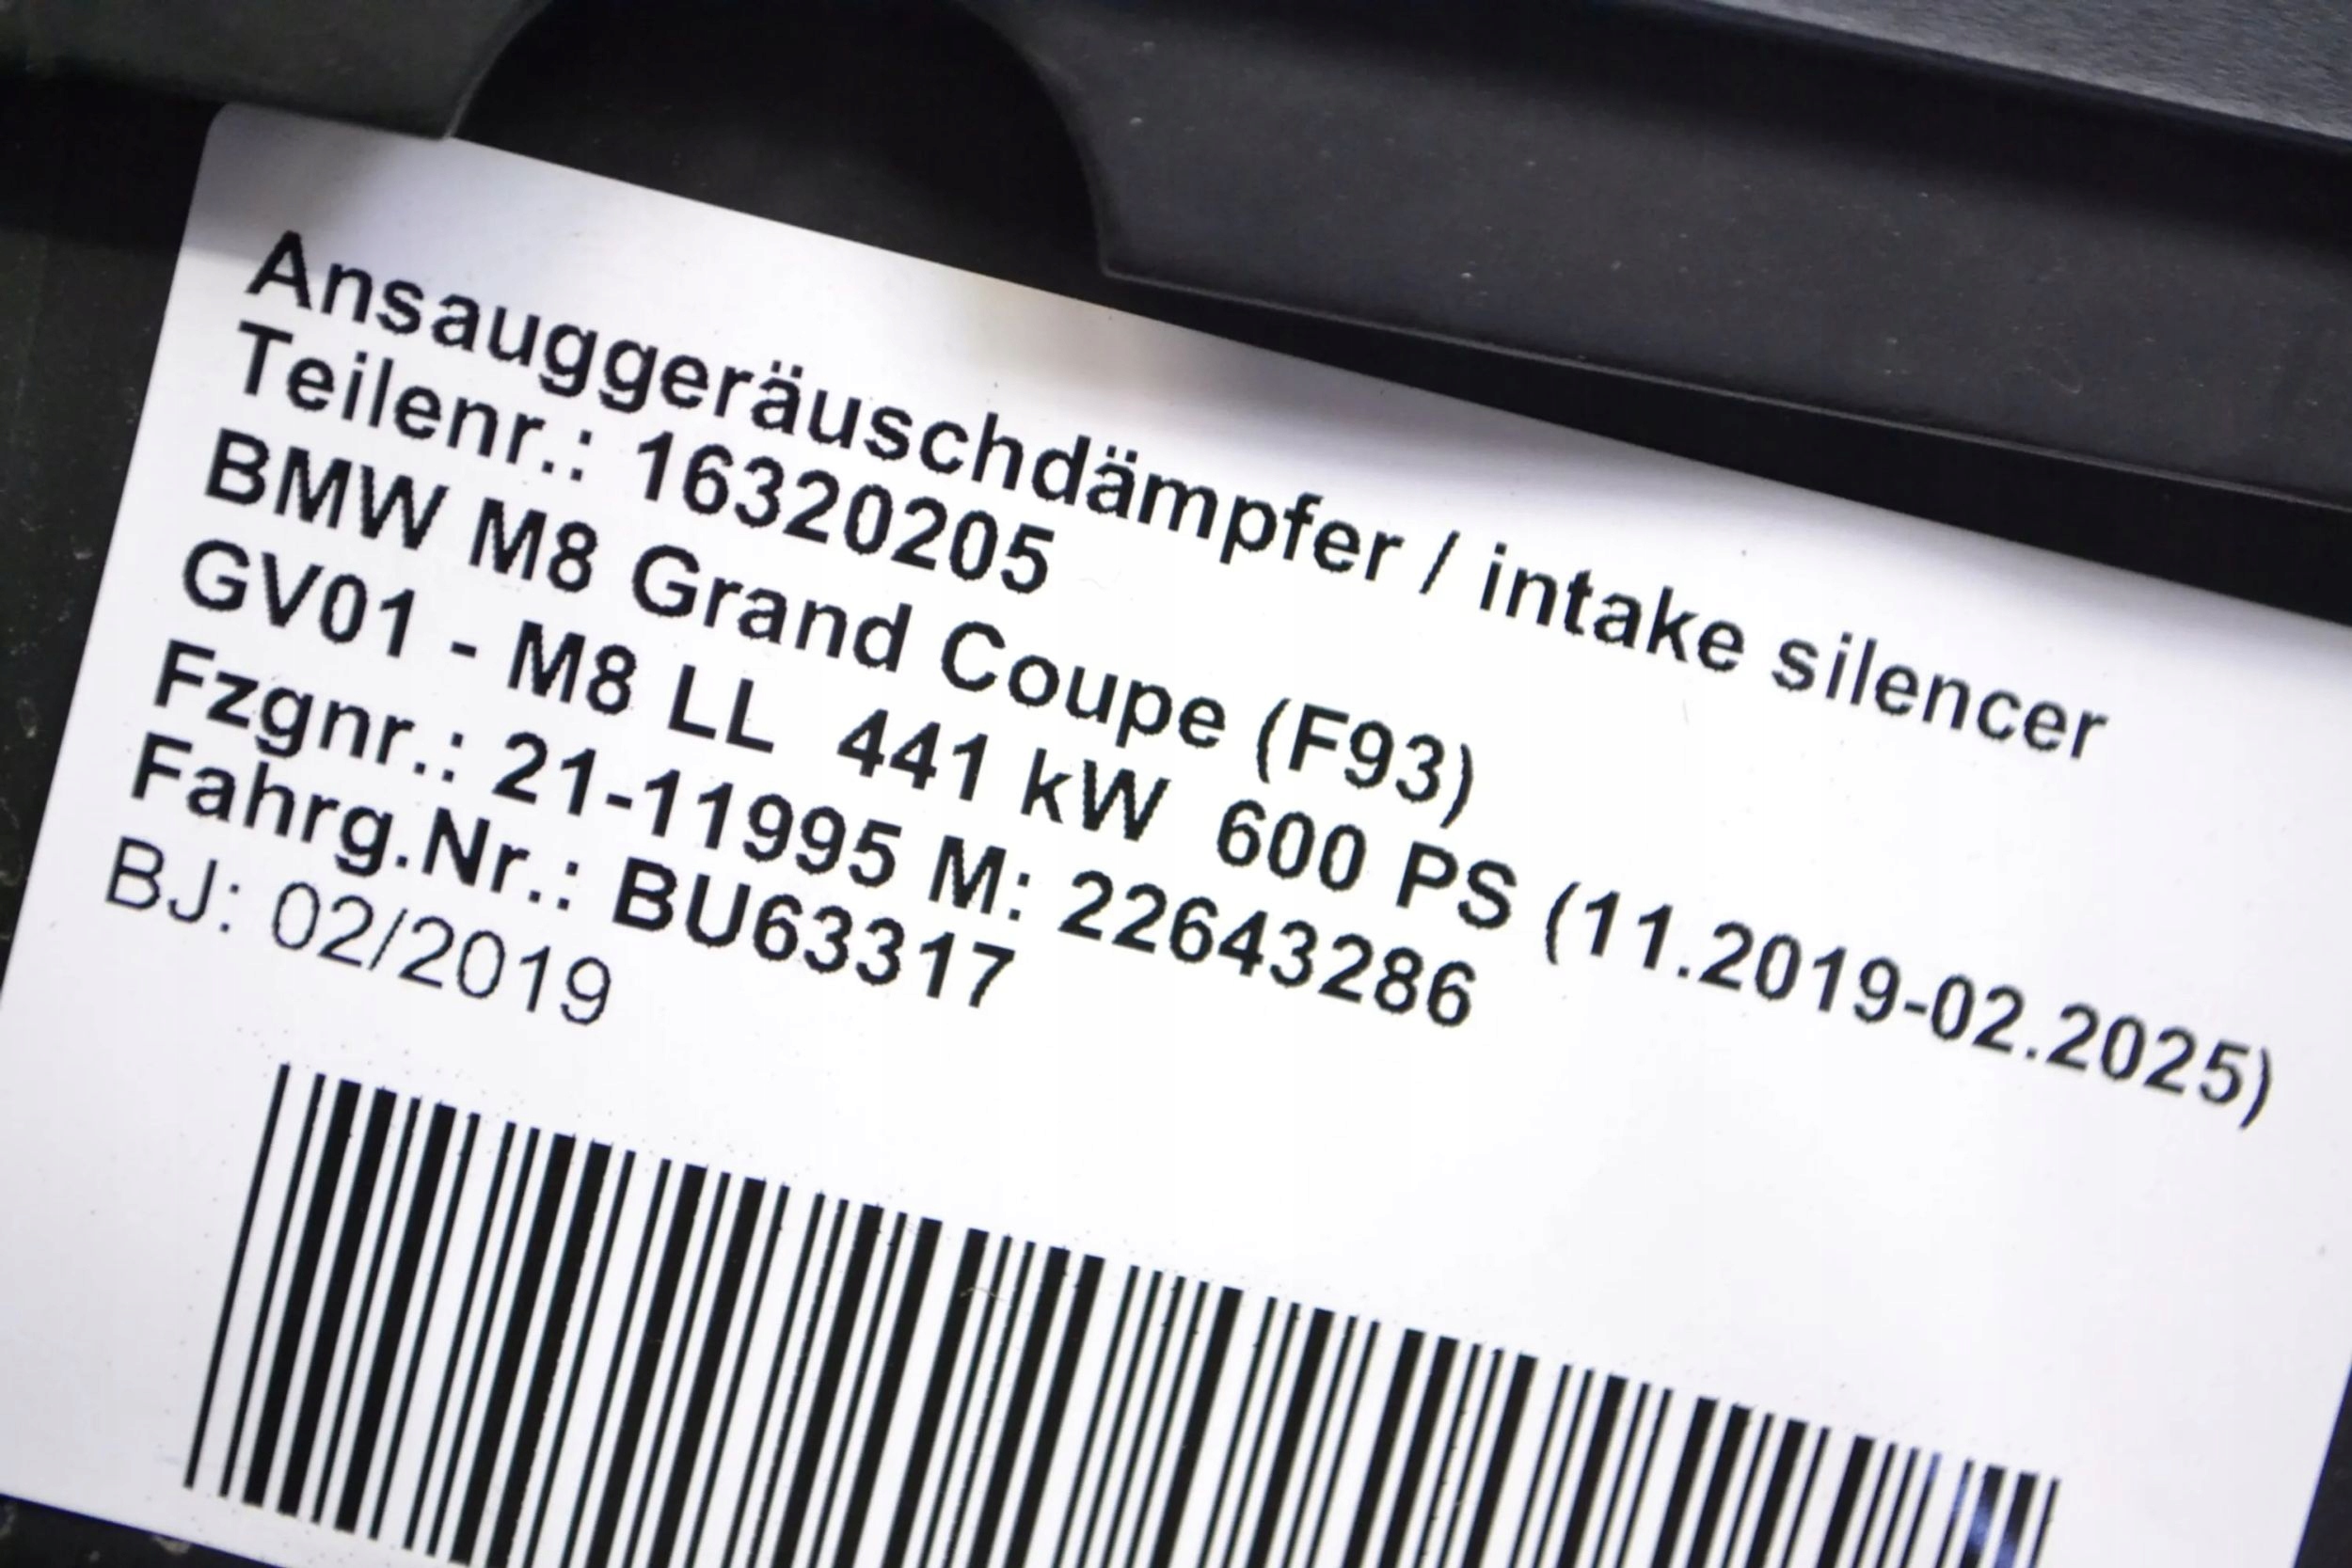 Ansauggeräuschdämpfer / intake silencer
Teilenr.: 16320205
BMW M8 Grand Coupe (F93)
GV01 - M8 LL  441 kW  600 PS (11.2019-02.2025)
Fzgnr.: 21-11995 M: 22643286
Fahrg.Nr.: BU63317
BJ: 02/2019